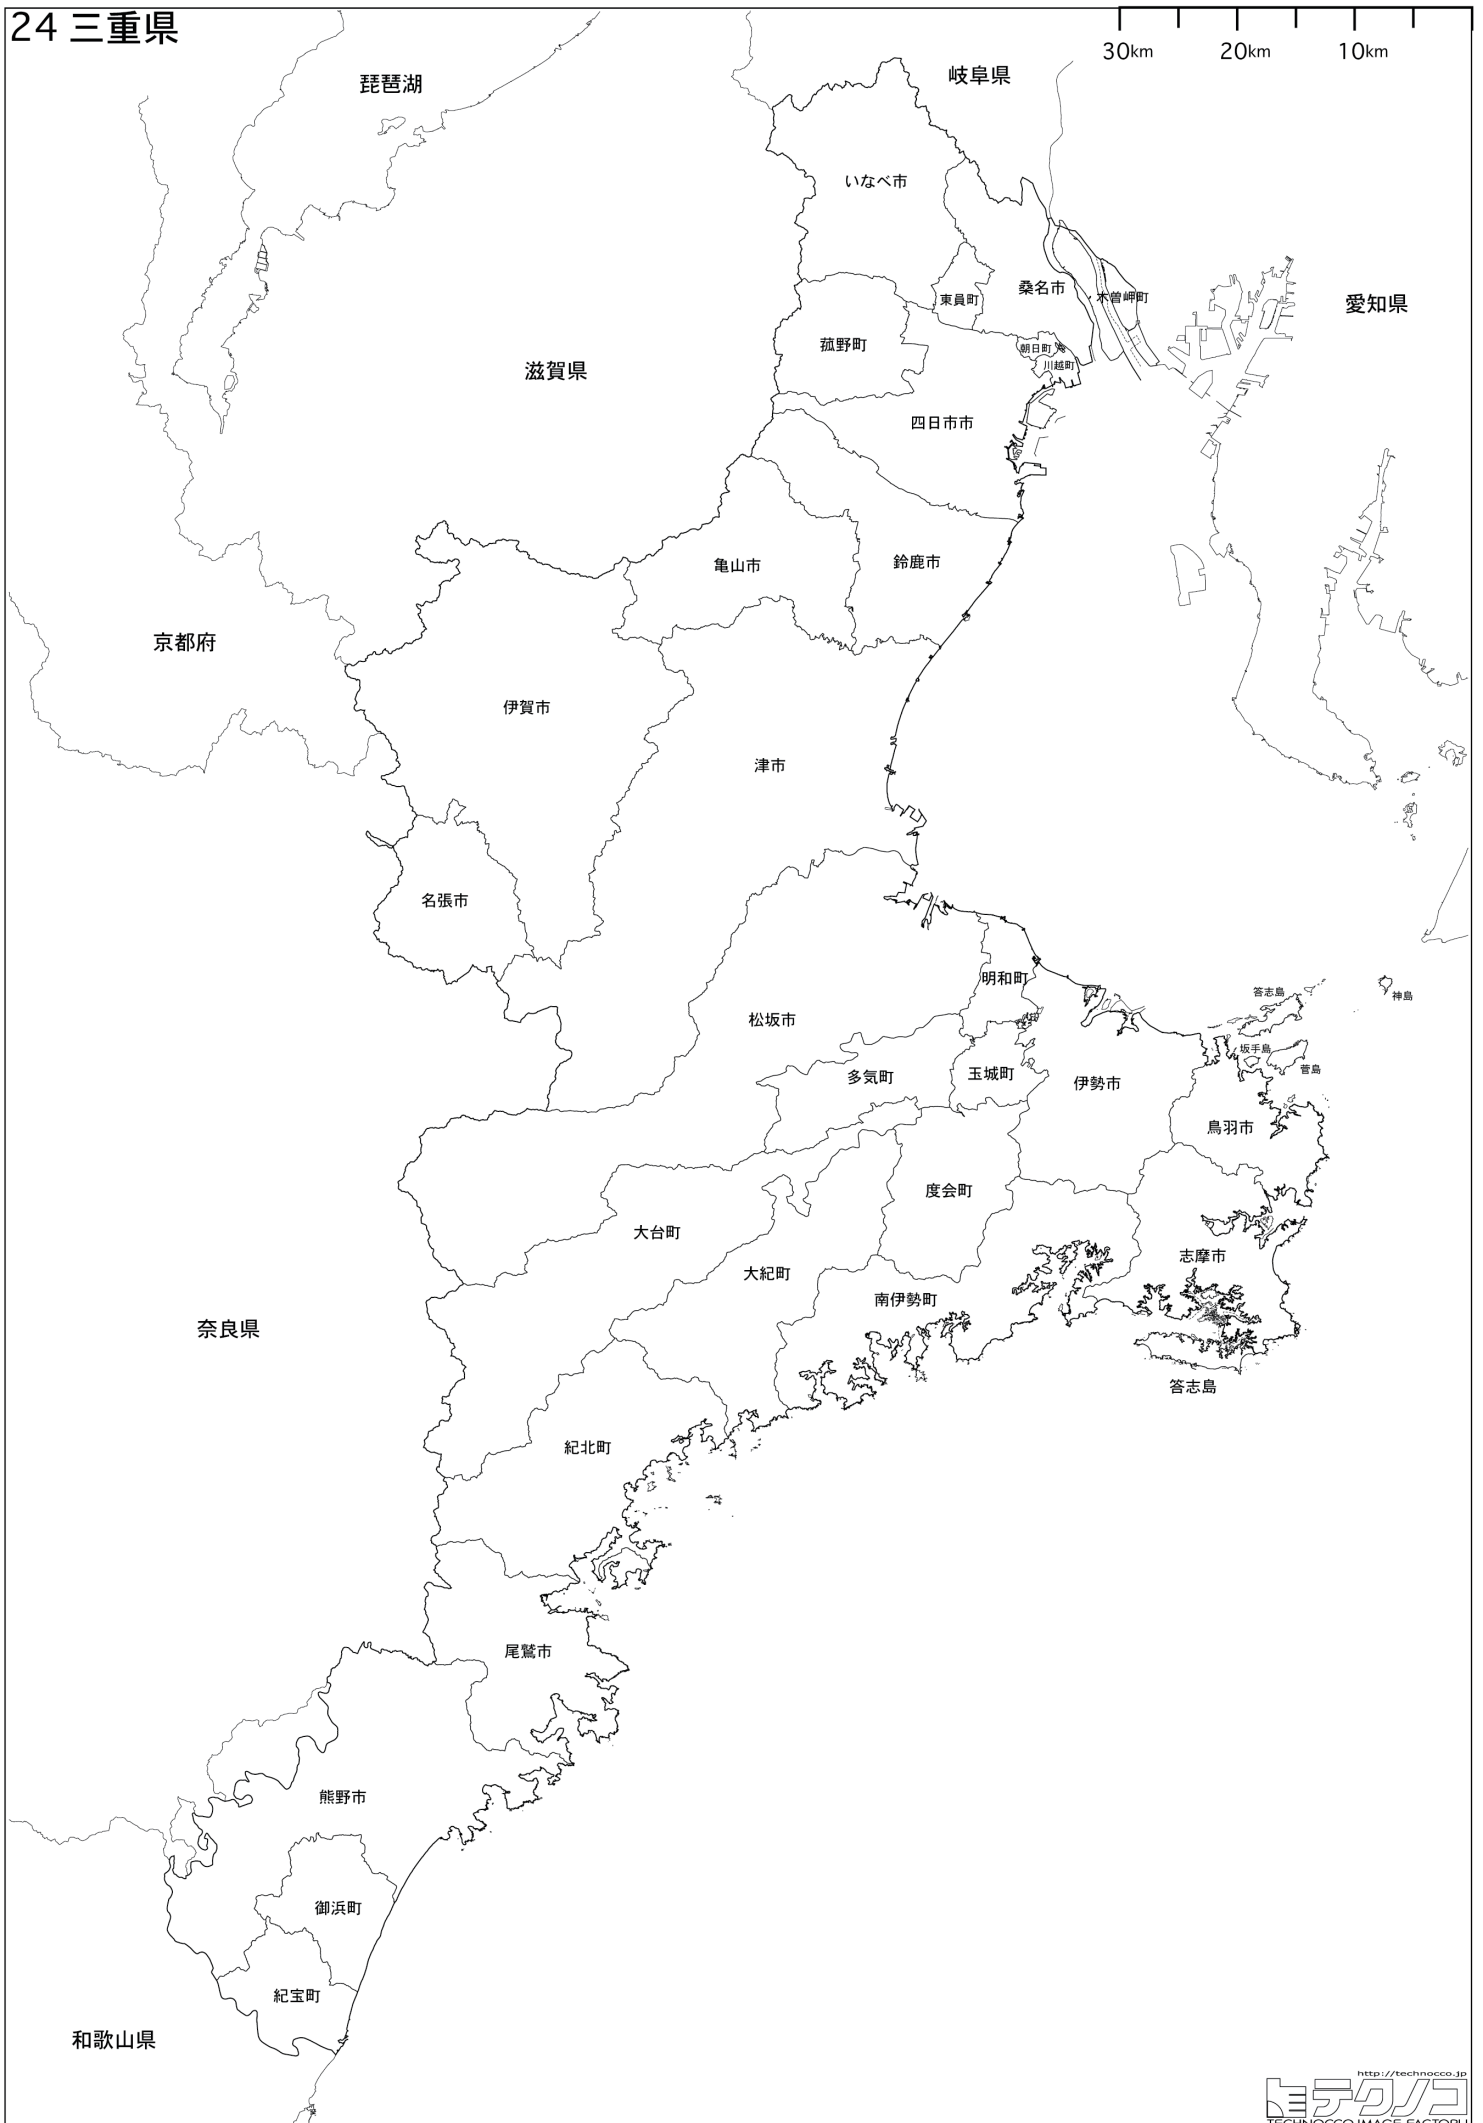 24 三重県
30km 20km 10km
琵琶湖
岐阜県
いなべ市
桑名市
東員町
木曽岬町
愛知県
菰野町
朝日町
川越町
滋賀県
四日市市
亀山市
鈴鹿市
京都府
伊賀市
津市
名張市
明和町
答志島
神島
松坂市
坂手島
菅島
多気町
玉城町
伊勢市
鳥羽市
度会町
大台町
志摩市
大紀町
南伊勢町
奈良県
答志島
紀北町
尾鷲市
熊野市
御浜町
紀宝町
和歌山県
http://technocco.jp
テクノコ
TECHNOCCO IMAGE FACTORY